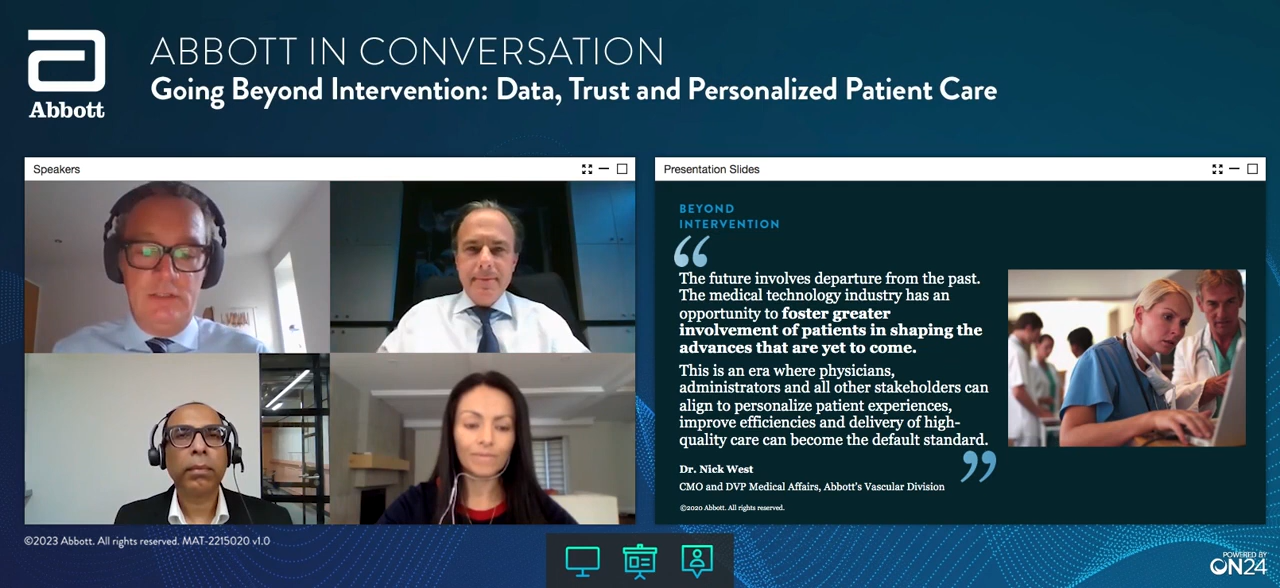 Abbott
ABBOTT IN CONVERSATION
Going Beyond Intervention: Data, Trust and Personalized Patient Care
Speakers
Presentation Slides
BEYOND
INTERVENTION
“
The future involves departure from the past.
The medical technology industry has an
opportunity to foster greater
involvement of patients in shaping the
advances that are yet to come.
This is an era where physicians,
administrators and all other stakeholders can
align to personalize patient experiences,
improve efficiencies and delivery of high-
quality care can become the default standard.
”
Dr. Nick West
CMO and DVP Medical Affairs, Abbott's Vascular Division
©2020 Abbott. All rights reserved.
©2023 Abbott. All rights reserved. MAT-2215020 v1.0
POWERED BY
ON24